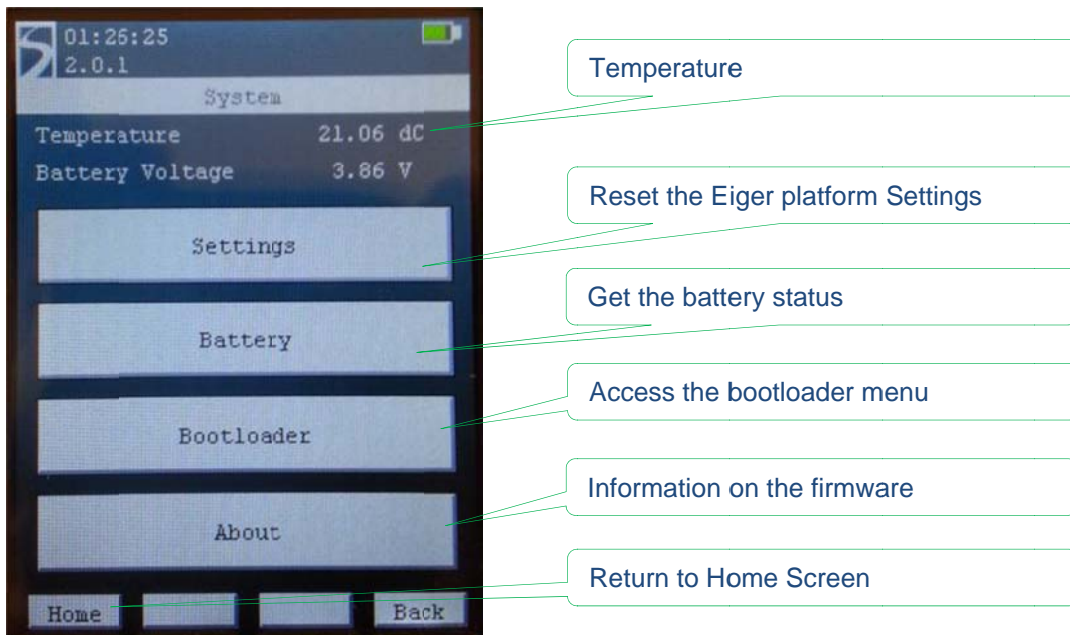 01:26:25
2.0.1
System
Temperature 21.06 dC
Battery Voltage 3.86 V
Settings
Battery
Bootloader
About
Home Back
Temperature
Reset the Eiger platform Settings
Get the battery status
Access the bootloader menu
Information on the firmware
Return to Home Screen